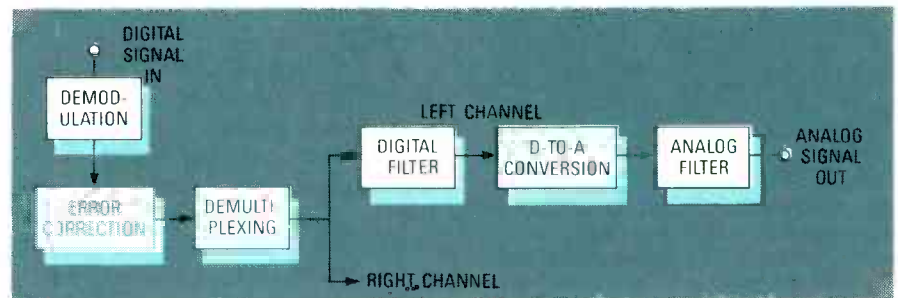 DIGITAL
SIGNAL
IN
DEMOD-
ULATION
ERROR
CORRECTION
DEMULTI
PLEXING
LEFT CHANNEL
DIGITAL
FILTER
D-TO-A
CONVERSION
ANALOG
FILTER
ANALOG
SIGNAL
OUT
RIGHT CHANNEL